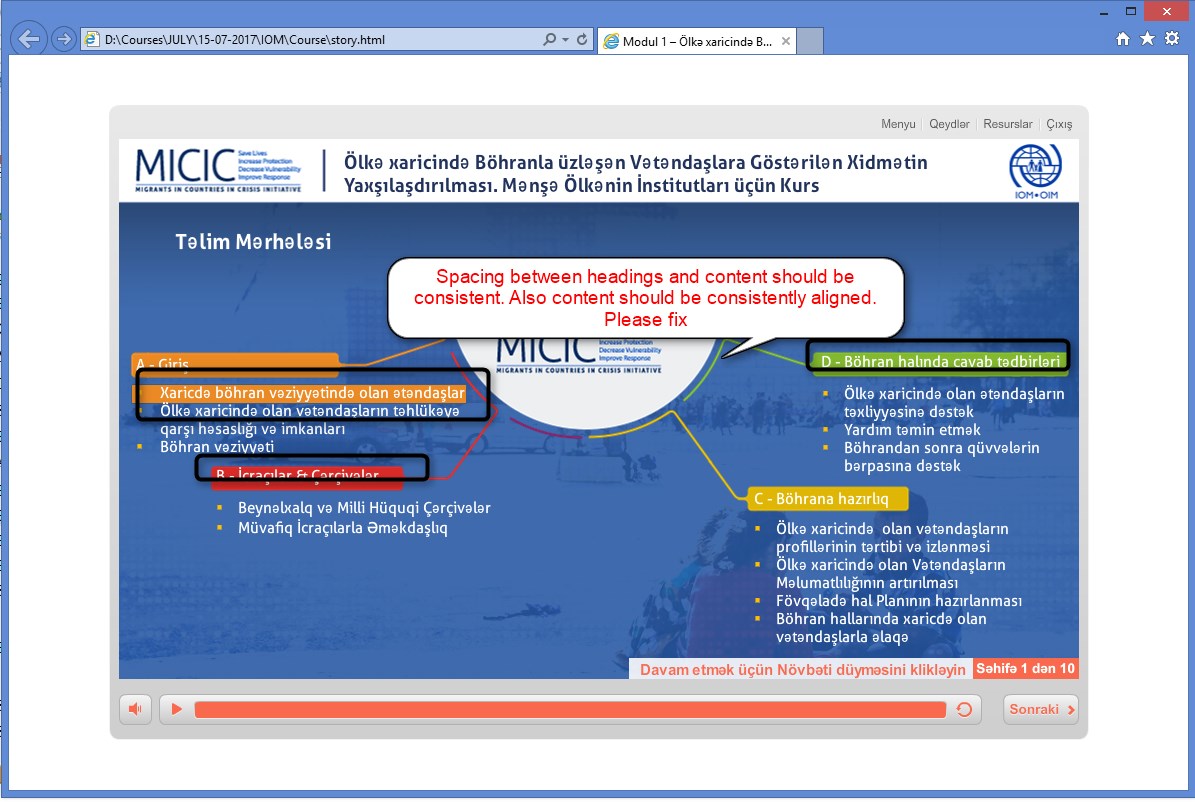 D:\Courses\JULY\15-07-2017\IOM\Course\story.html
Modul 1 – Ölkə xaricində B...
Menyu
Qeydlər
Resurslar
Çıxış
MICIC
Save Lives
Increase Protection
Decrease Vulnerability
Improve Response
MIGRANTS IN COUNTRIES IN CRISIS INITIATIVE
Ölkə xaricində Böhranla üzləşən Vətəndaşlara Göstərilən Xidmətin
Yaxşılaşdırılması. Mənşə Ölkənin İnstitutları üçün Kurs
IOM•OIM
Təlim Mərhələsi
Spacing between headings and content should be
consistent. Also content should be consistently aligned.
Please fix
MICIC
Increase Protection
Decrease Vulnerability
Improve Response
MIGRANTS IN COUNTRIES IN CRISIS INITIATIVE
A - Giriş
Xaricdə böhran vəziyyətində olan ətəndaşlar
Ölkə xaricində olan vətəndaşların təhlükəyə
qarşı həsaslığı və imkanları
Böhran vəziyyəti
B - İcraçılar & Çərçivələr
Beynəlxalq və Milli Hüquqi Çərçivələr
Müvafiq İcraçılarla Əməkdaşlıq
D - Böhran halında cavab tədbirləri
Ölkə xaricində olan ətəndaşların
təxliyyəsinə dəstək
Yardım təmin etmək
Böhrandan sonra qüvvələrin
bərpasına dəstək
C - Böhrana hazırlıq
Ölkə xaricində  olan vətəndaşların
profillərinin tərtibi və izlənməsi
Ölkə xaricində olan Vətəndaşların
Məlumatlılığının artırılması
Fövqəladə hal Planının hazırlanması
Böhran hallarında xaricdə olan
vətəndaşlarla əlaqə
Davam etmək üçün Növbəti düyməsini klikləyin
Səhifə 1 dən 10
Sonraki